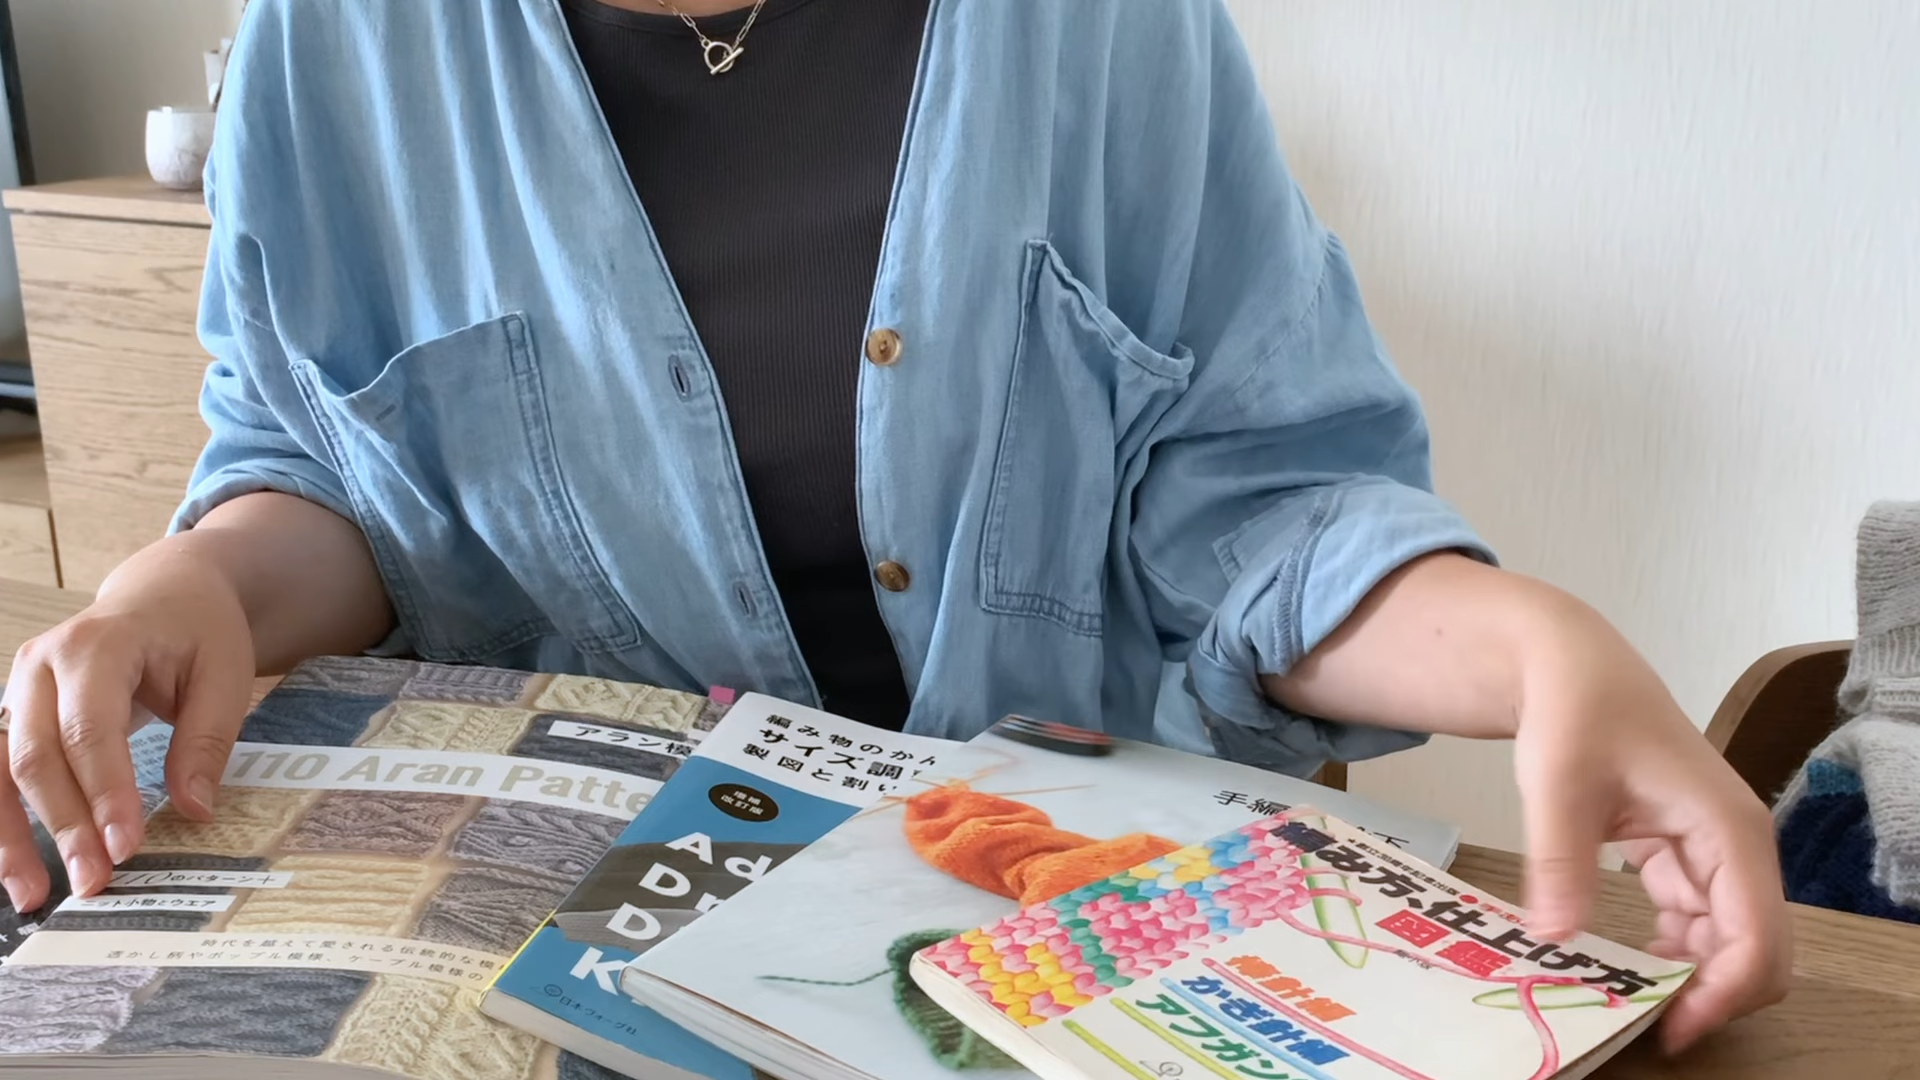 110 Aran Patte
アラン模
110のパターン+
ニット小物とウエア
時代を越えて愛される伝統的な模
透かし柄やボッブル模様、ケーブル模様の
編み物のかん
サイズ調
製図と割い
増補
改訂版
Ad
Dr
D
K
日本ヴォーグ社
手編
編み方、仕上げ方
図鑑
棒針編
かぎ針編
アフガン